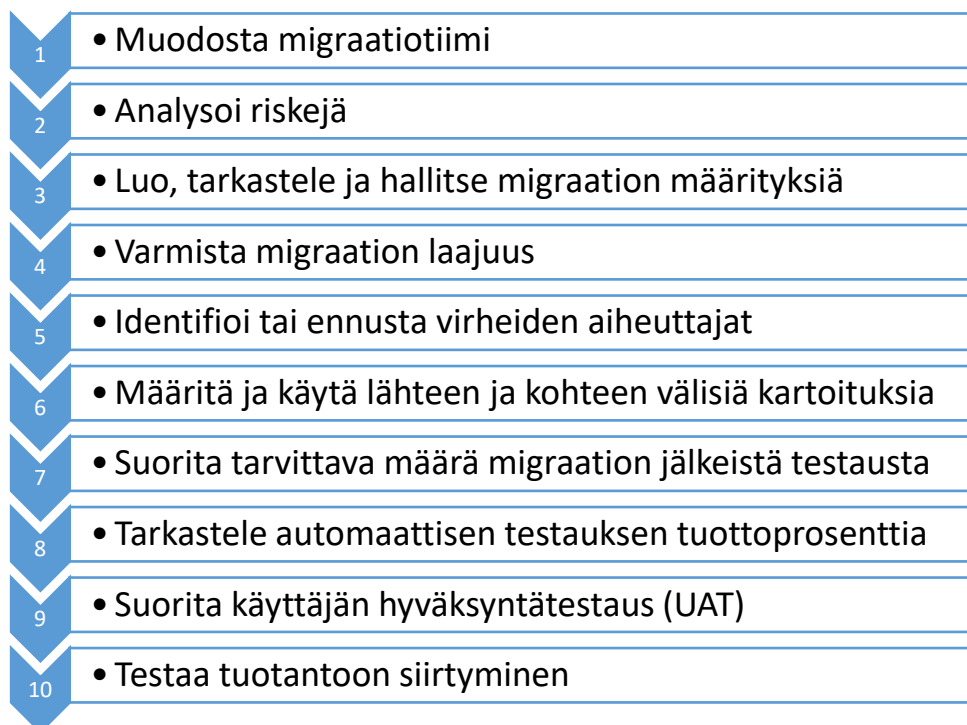 1 • Muodosta migraatiotiimi
2 • Analysoi riskejä
3 • Luo, tarkastele ja hallitse migraation määrityksiä
4 • Varmista migraation laajuus
5 • Identifioi tai ennusta virheiden aiheuttajat
6 • Määritä ja käytä lähteen ja kohteen välisiä kartoituksia
7 • Suorita tarvittava määrä migraation jälkeistä testausta
8 • Tarkastele automaattisen testauksen tuottoprosenttia
9 • Suorita käyttäjän hyväksyntätestaus (UAT)
10 • Testaa tuotantoon siirtyminen